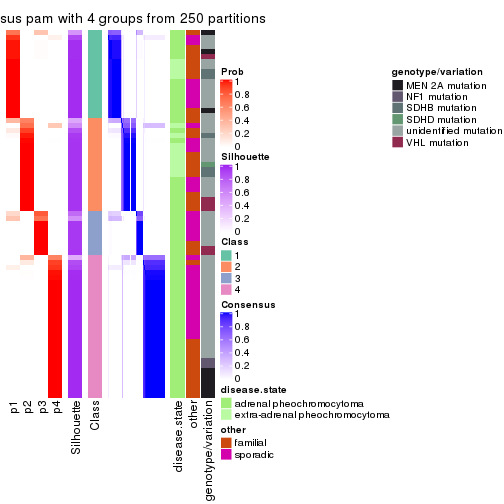 sus pam with 4 groups from 250 partitions
Prob
1
0.8
0.6
0.4
0.2
0
Silhouette
1
0.8
0.6
0.4
0.2
0
Class
1
2
3
4
Consensus
1
0.8
0.6
0.4
0.2
0
disease.state
adrenal pheochromocytoma
extra-adrenal pheochromocytoma
other
familial
sporadic
genotype/variation
MEN 2A mutation
NF1 mutation
SDHB mutation
SDHD mutation
unidentified mutation
VHL mutation
p1
p2
p3
p4
Silhouette
Class
disease.state
other
genotype/variation